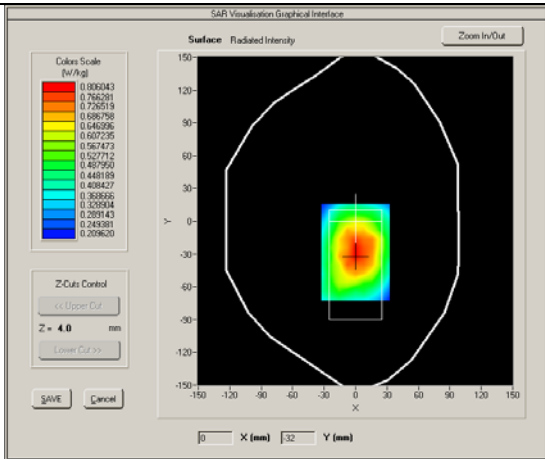 SAR Visualisation Graphical Interface
Surface Radiated Intensity
Zoom In/Out
Colors Scale
(W/kg)
0.806043
0.766281
0.726519
0.686758
0.646996
0.607235
0.567473
0.527712
0.487950
0.448189
0.408427
0.368666
0.328904
0.289143
0.249381
0.209620
Z-Cuts Control
<< Upper Cut
Z = 4.0 mm
Lower Cut >>
SAVE Cancel
150
120
90
60
30
0
-30
-60
-90
-120
-150
Y
-150 -120 -90 -60 -30 0 30 60 90 120 150
X
0 X (mm) -32 Y (mm)